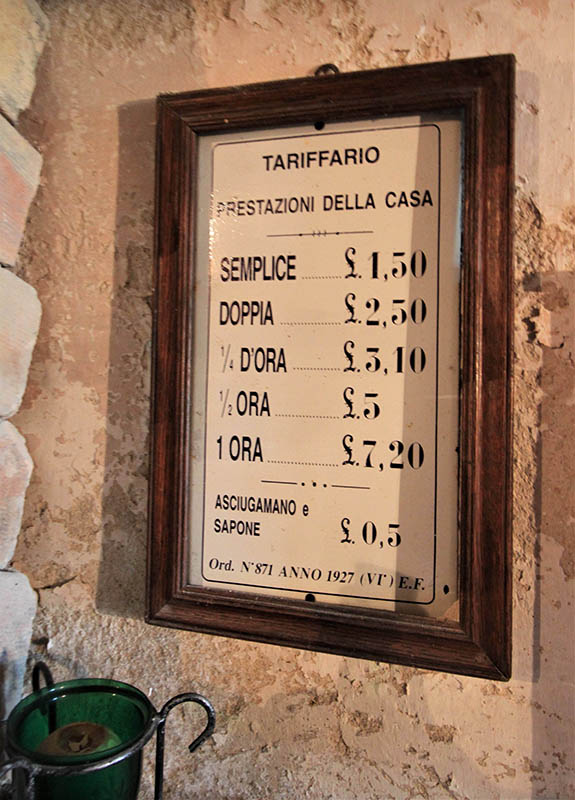 TARIFFARIO
PRESTAZIONI DELLA CASA
SEMPLICE ........ £. 1,50
DOPPIA ............ £. 2,50
1/4 D'ORA .......... £. 3,10
1/2 ORA ............ £. 5
1 ORA .............. £. 7,20
ASCIUGAMANO e
SAPONE £. 0,5
Ord. N° 871 ANNO 1927 (VI°) E.F.